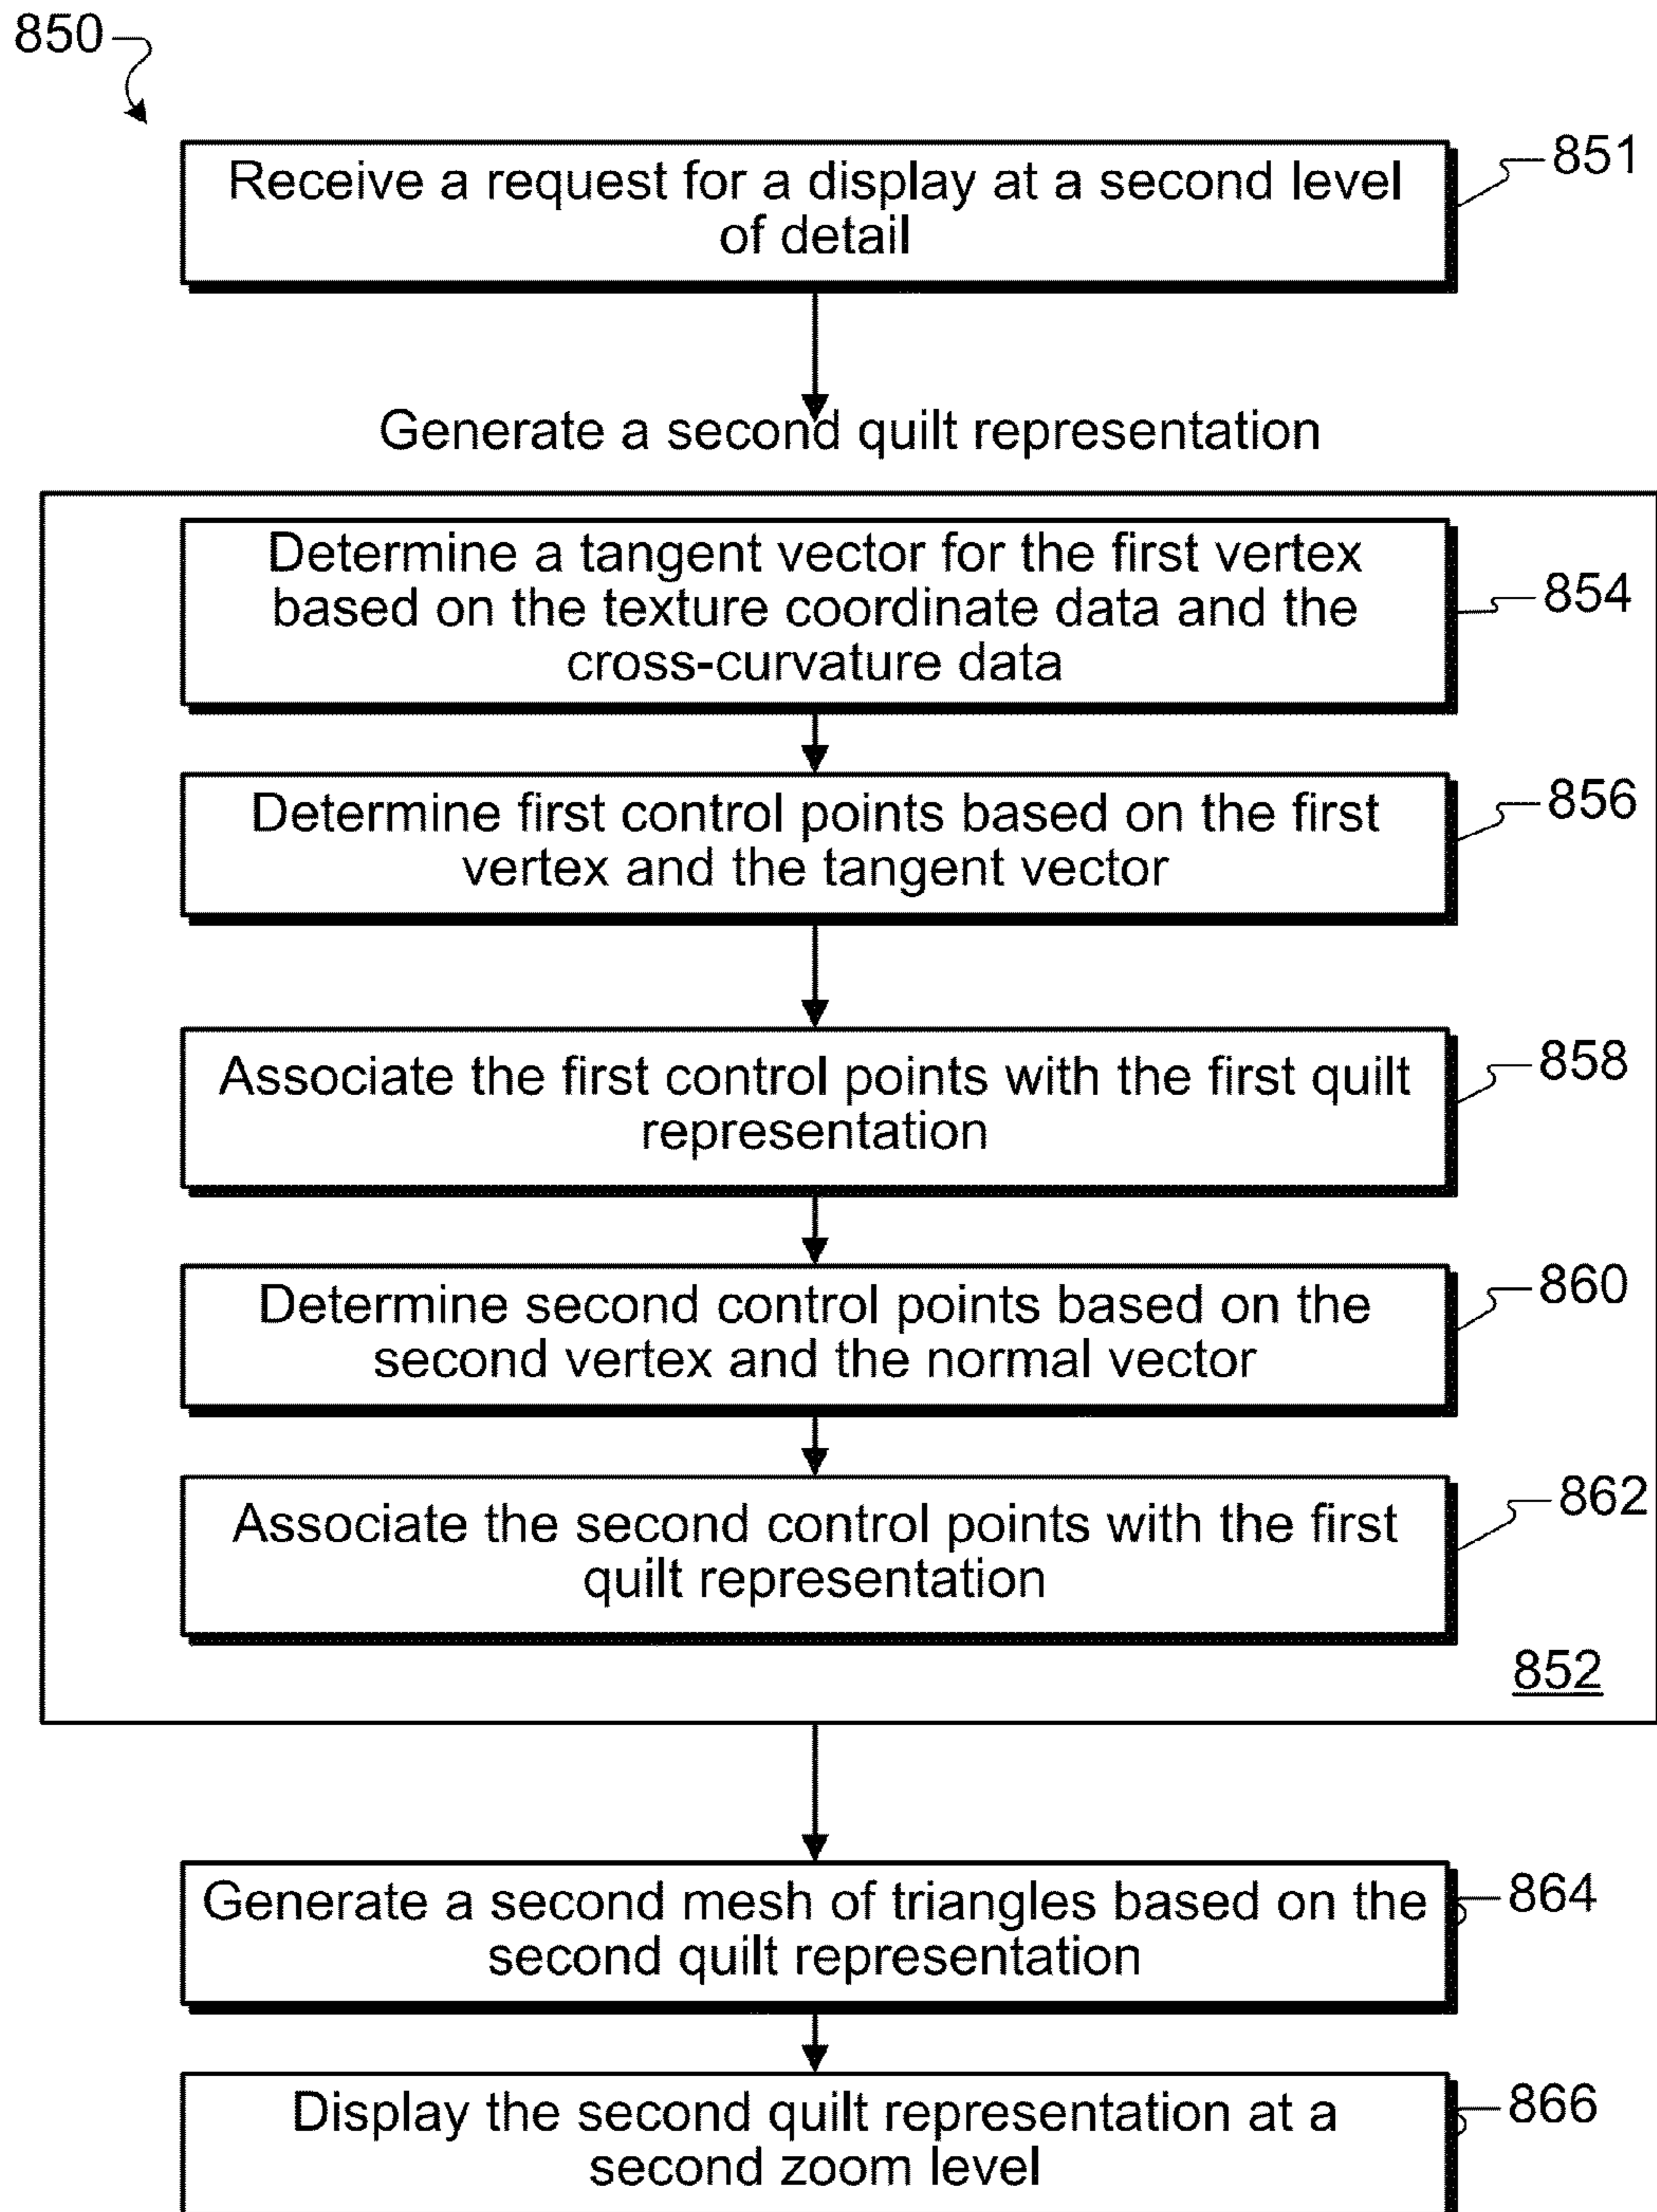 850
Receive a request for a display at a second level
of detail
851
Generate a second quilt representation
Determine a tangent vector for the first vertex
based on the texture coordinate data and the
cross-curvature data
854
Determine first control points based on the first
vertex and the tangent vector
856
Associate the first control points with the first quilt
representation
858
Determine second control points based on the
second vertex and the normal vector
860
Associate the second control points with the first
quilt representation
862
852
Generate a second mesh of triangles based on the
second quilt representation
864
Display the second quilt representation at a
second zoom level
866